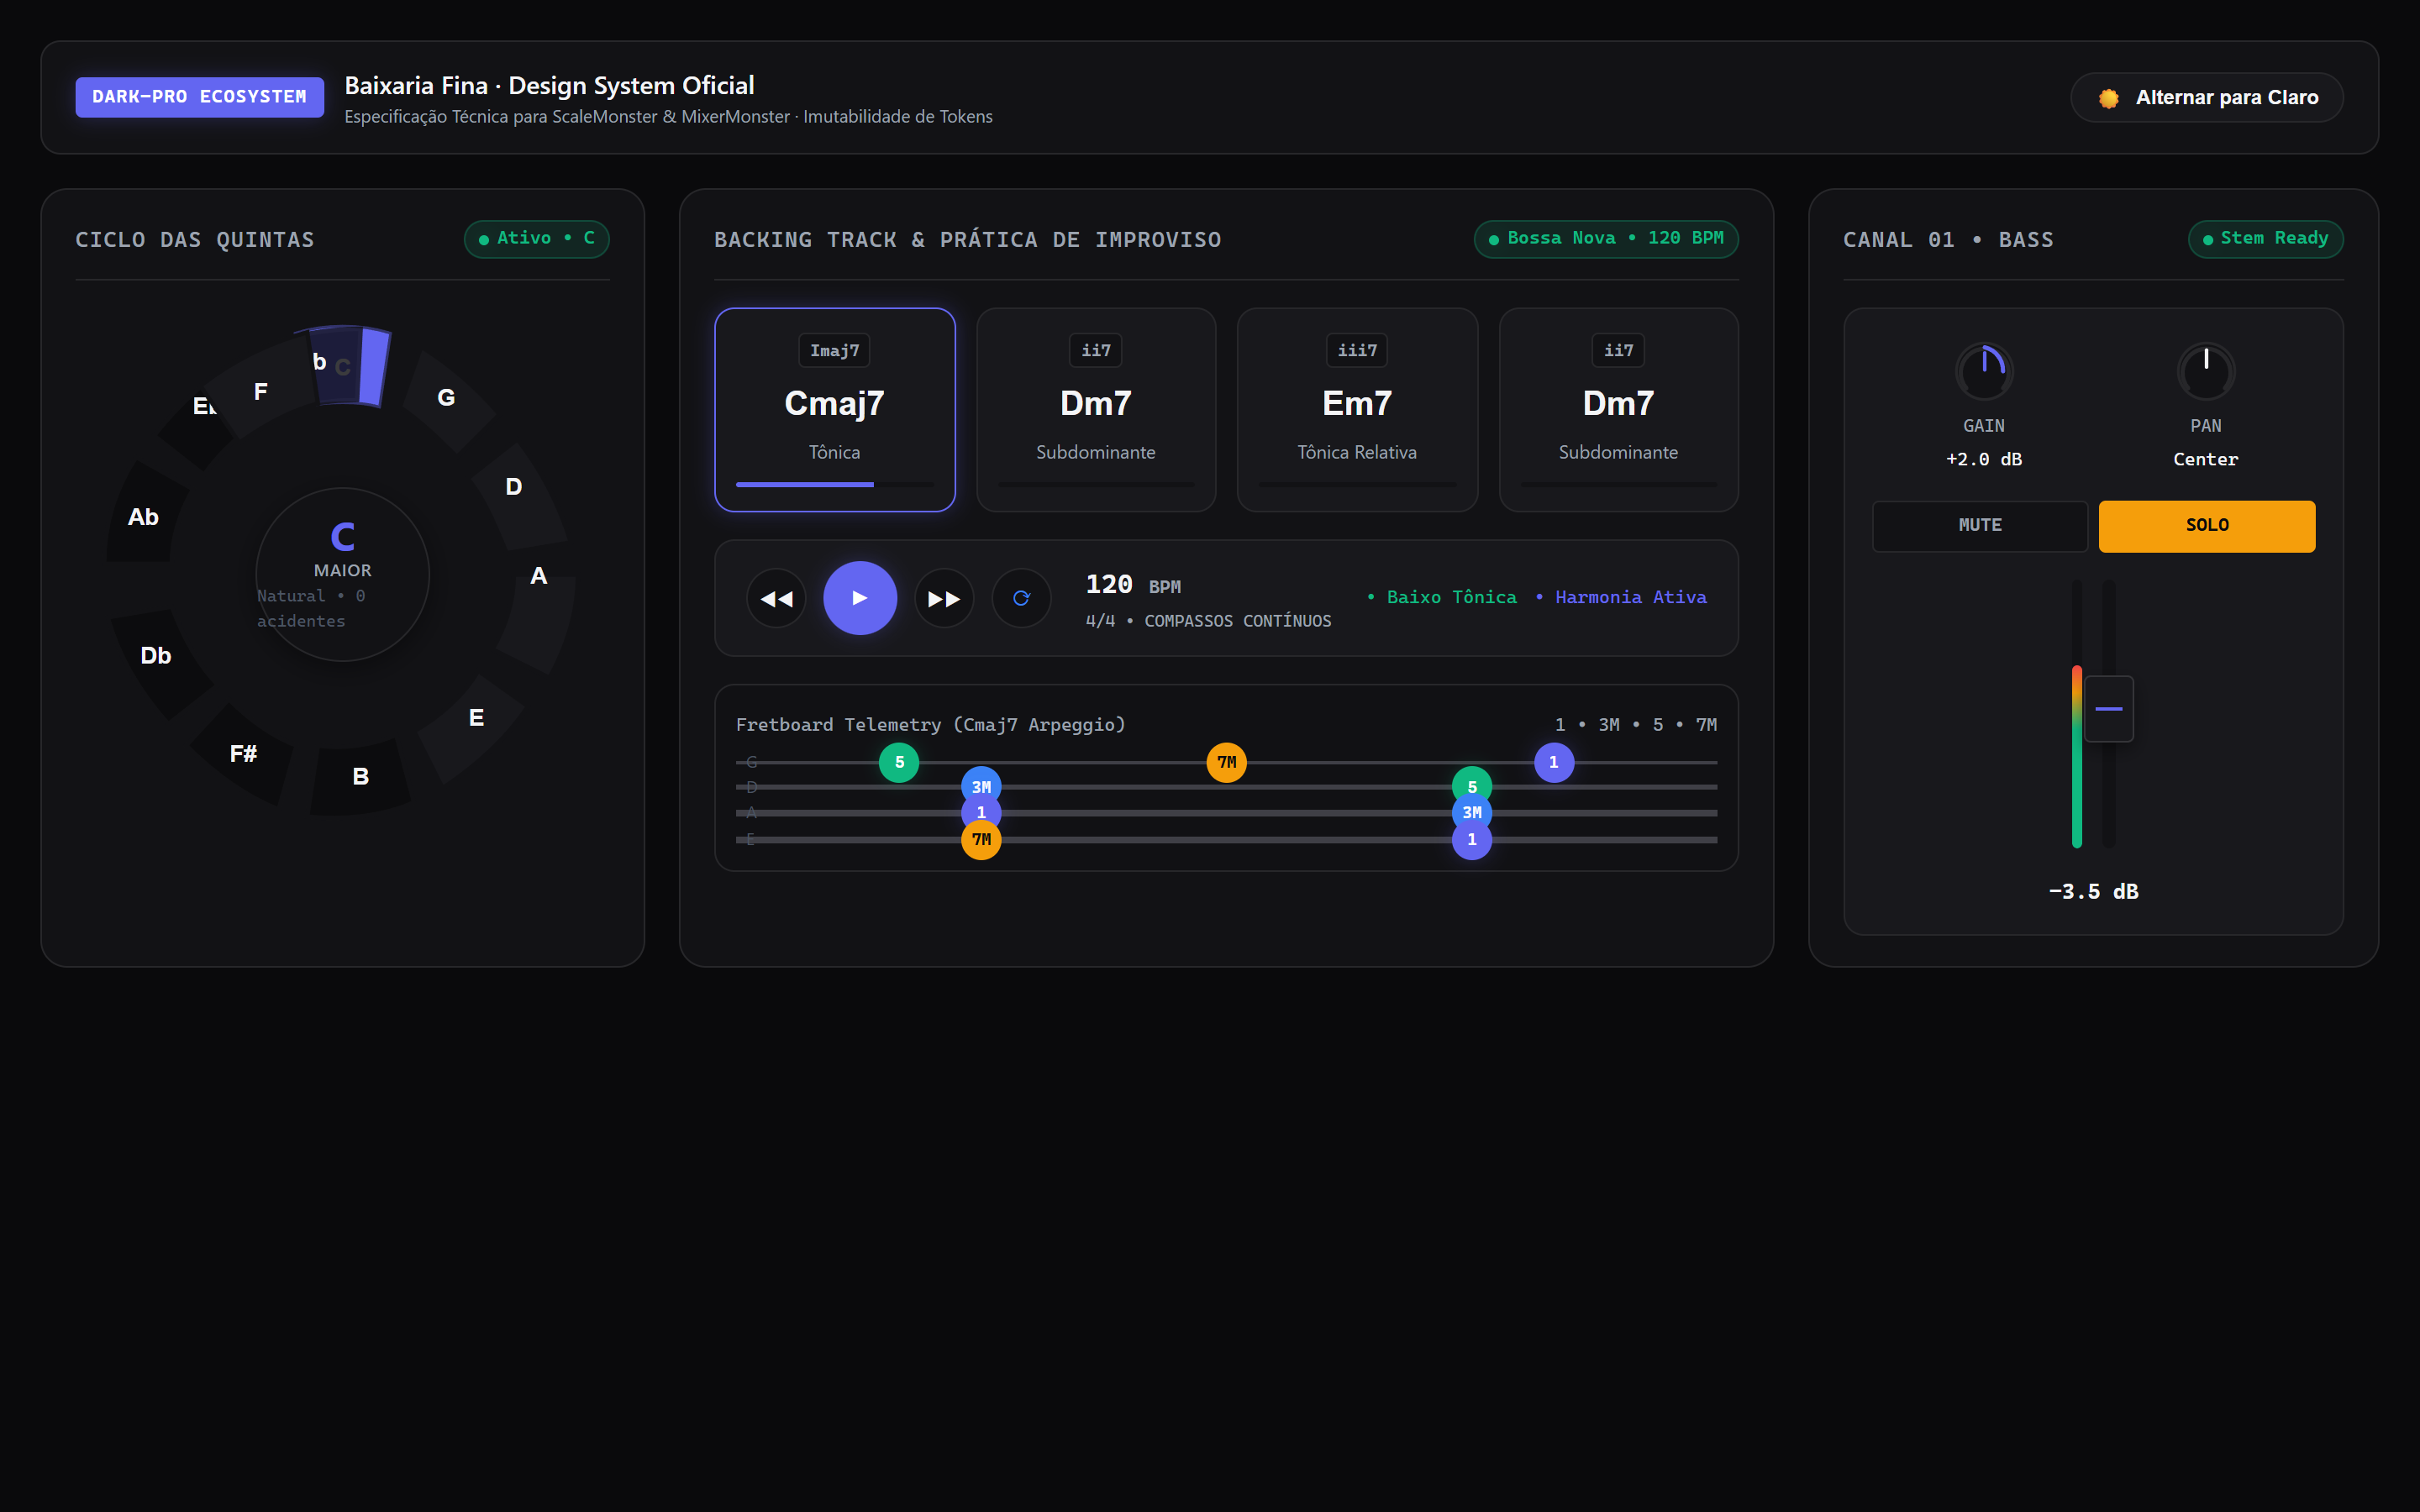 DARK-PRO ECOSYSTEM
Baixaria Fina · Design System Oficial
Especificação Técnica para ScaleMonster & MixerMonster · Imutabilidade de Tokens
Alternar para Claro
CICLO DAS QUINTAS
Ativo • C
b
C
G
D
A
E
B
F#
Db
Ab
F
C
MAIOR
Natural • 0
acidentes
BACKING TRACK & PRÁTICA DE IMPROVISO
Bossa Nova • 120 BPM
Imaj7
Cmaj7
Tônica
ii7
Dm7
Subdominante
iii7
Em7
Tônica Relativa
ii7
Dm7
Subdominante
120 BPM
4/4 • COMPASSOS CONTÍNUOS
• Baixo Tônica
• Harmonia Ativa
Fretboard Telemetry (Cmaj7 Arpeggio)
1 • 3M • 5 • 7M
G 5 7M 1
D 3M 5
A 1 3M
E 7M 1
CANAL 01 • BASS
Stem Ready
GAIN
+2.0 dB
PAN
Center
MUTE
SOLO
−3.5 dB